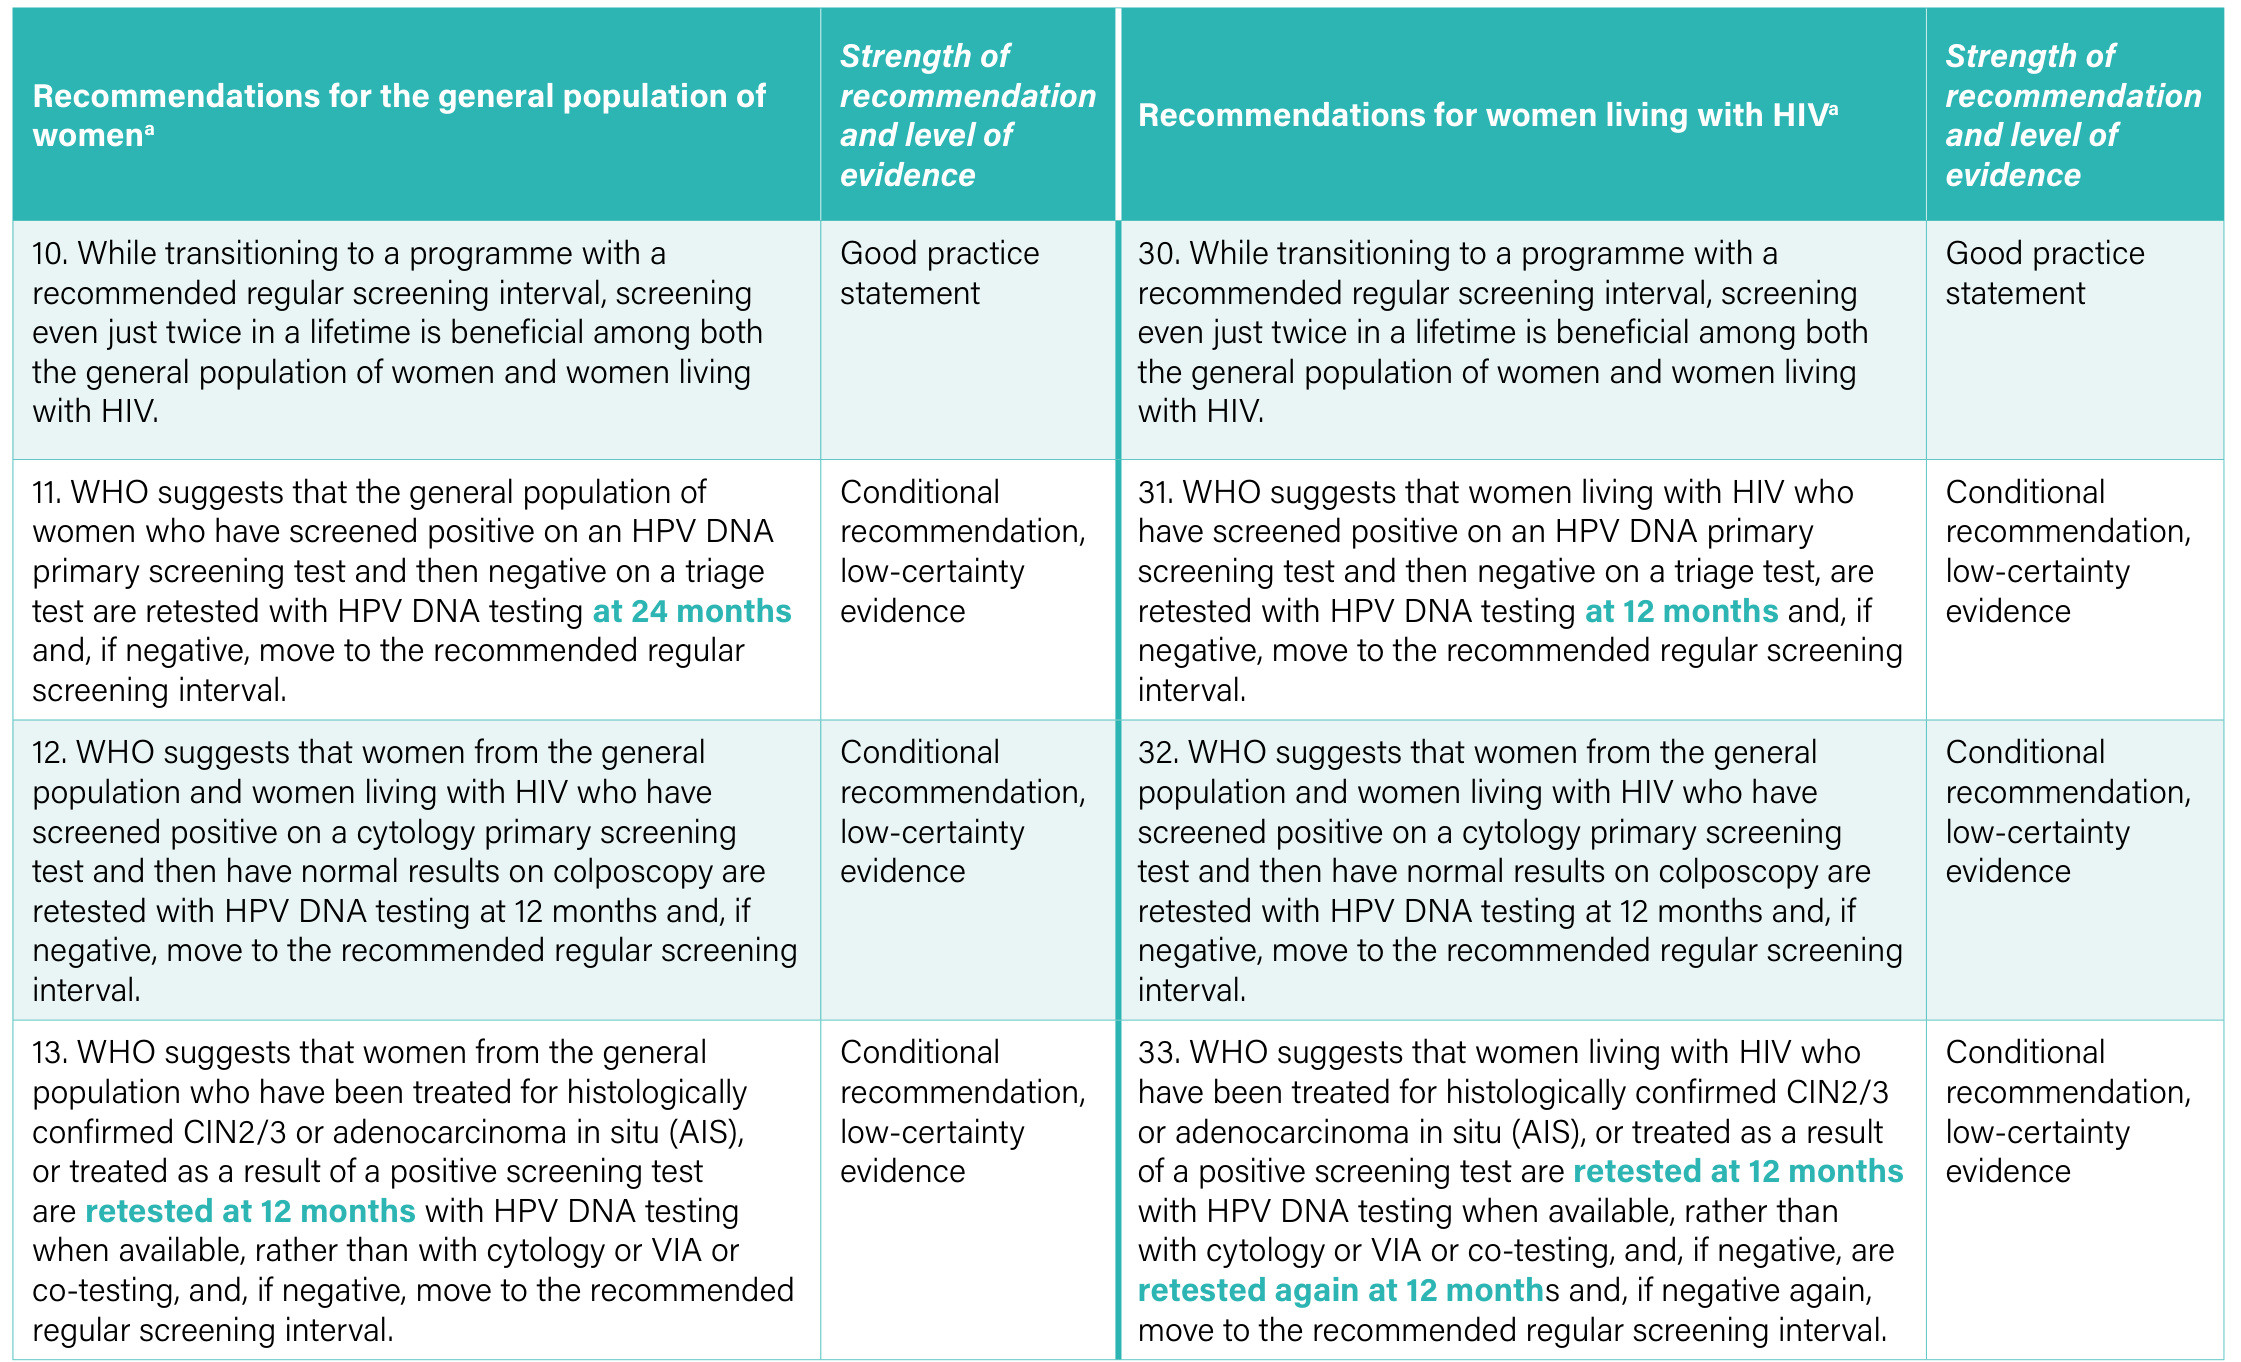 Recommendations for the general population of
womenᵃ
Strength of
recommendation
and level of
evidence
Recommendations for women living with HIVᵃ
Strength of
recommendation
and level of
evidence
10. While transitioning to a programme with a
recommended regular screening interval, screening
even just twice in a lifetime is beneficial among both
the general population of women and women living
with HIV.
Good practice
statement
30. While transitioning to a programme with a
recommended regular screening interval, screening
even just twice in a lifetime is beneficial among both
the general population of women and women living
with HIV.
Good practice
statement
11. WHO suggests that the general population of
women who have screened positive on an HPV DNA
primary screening test and then negative on a triage
test are retested with HPV DNA testing at 24 months
and, if negative, move to the recommended regular
screening interval.
Conditional
recommendation,
low-certainty
evidence
31. WHO suggests that women living with HIV who
have screened positive on an HPV DNA primary
screening test and then negative on a triage test, are
retested with HPV DNA testing at 12 months and, if
negative, move to the recommended regular screening
interval.
Conditional
recommendation,
low-certainty
evidence
12. WHO suggests that women from the general
population and women living with HIV who have
screened positive on a cytology primary screening
test and then have normal results on colposcopy are
retested with HPV DNA testing at 12 months and, if
negative, move to the recommended regular screening
interval.
Conditional
recommendation,
low-certainty
evidence
32. WHO suggests that women from the general
population and women living with HIV who have
screened positive on a cytology primary screening
test and then have normal results on colposcopy are
retested with HPV DNA testing at 12 months and, if
negative, move to the recommended regular screening
interval.
Conditional
recommendation,
low-certainty
evidence
13. WHO suggests that women from the general
population who have been treated for histologically
confirmed CIN2/3 or adenocarcinoma in situ (AIS),
or treated as a result of a positive screening test
are retested at 12 months with HPV DNA testing
when available, rather than with cytology or VIA or
co-testing, and, if negative, move to the recommended
regular screening interval.
Conditional
recommendation,
low-certainty
evidence
33. WHO suggests that women living with HIV who
have been treated for histologically confirmed CIN2/3
or adenocarcinoma in situ (AIS), or treated as a result
of a positive screening test are retested at 12 months
with HPV DNA testing when available, rather than
with cytology or VIA or co-testing, and, if negative, are
retested again at 12 months and, if negative again,
move to the recommended regular screening interval.
Conditional
recommendation,
low-certainty
evidence